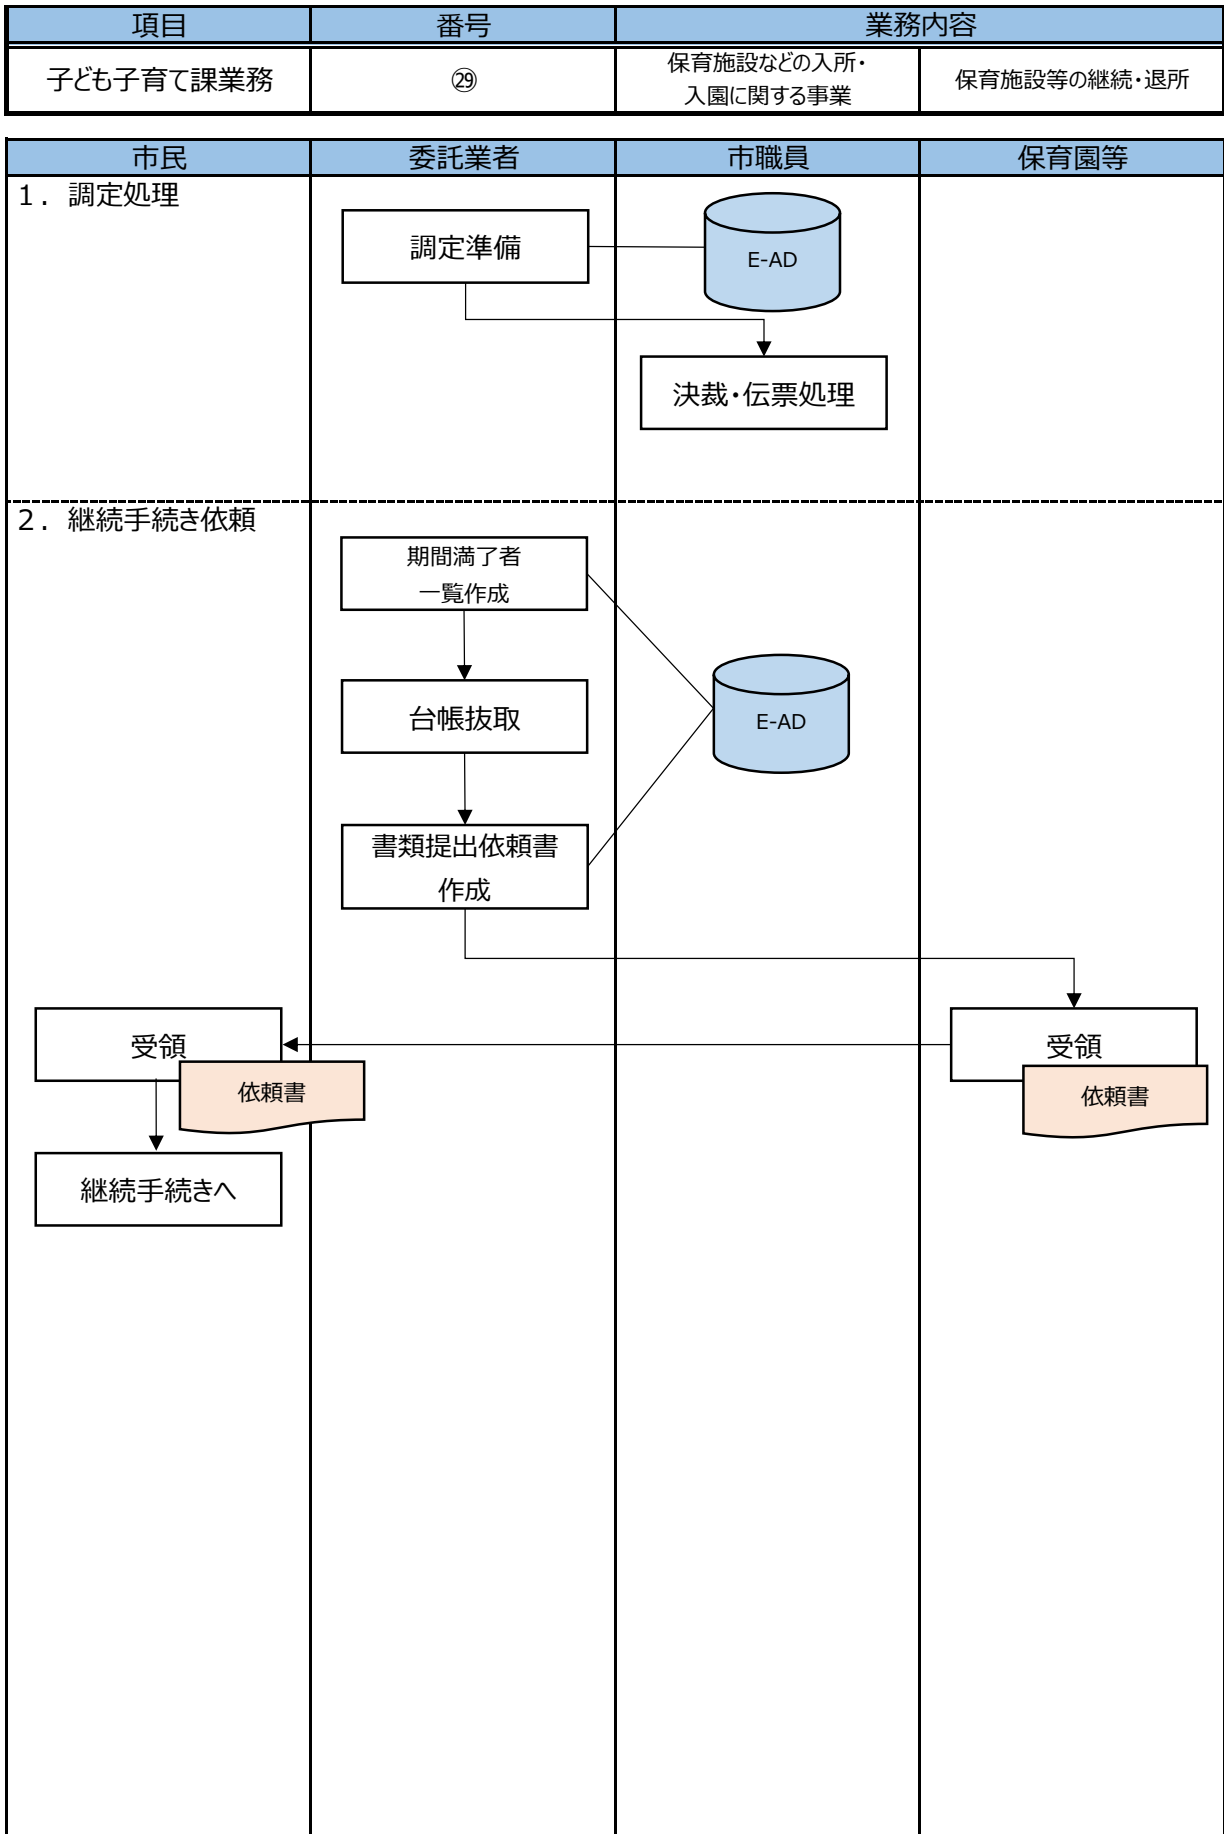 項目
番号
業務内容
子ども子育て課業務
㉙
保育施設などの入所・
入園に関する事業
保育施設等の継続・退所
市民
委託業者
市職員
保育園等
１．調定処理
調定準備
E-AD
決裁・伝票処理
２．継続手続き依頼
期間満了者
一覧作成
台帳抜取
E-AD
書類提出依頼書
作成
受領
依頼書
受領
依頼書
継続手続きへ